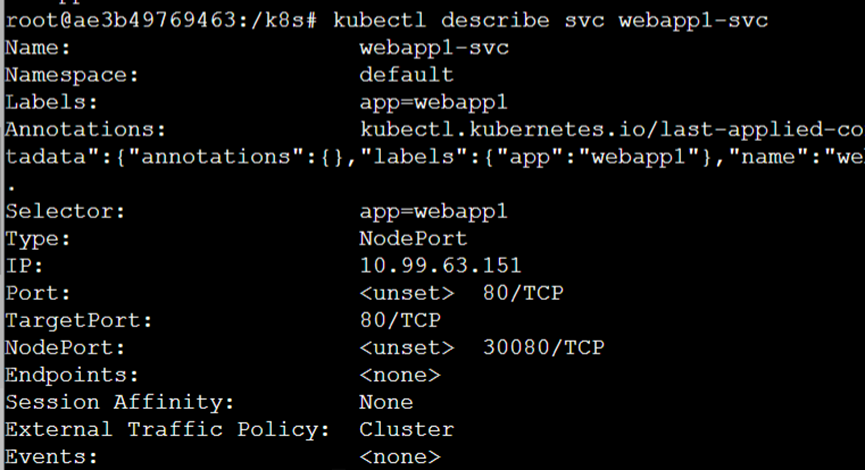 root@ae3b49769463:/k8s# kubectl describe svc webapp1-svc
Name:                     webapp1-svc
Namespace:                default
Labels:                   app=webapp1
Annotations:              kubectl.kubernetes.io/last-applied-co
tadata":{"annotations":{},"labels":{"app":"webapp1"},"name":"we
.
Selector:                 app=webapp1
Type:                     NodePort
IP:                       10.99.63.151
Port:                     <unset>  80/TCP
TargetPort:               80/TCP
NodePort:                 <unset>  30080/TCP
Endpoints:                <none>
Session Affinity:         None
External Traffic Policy:  Cluster
Events:                   <none>